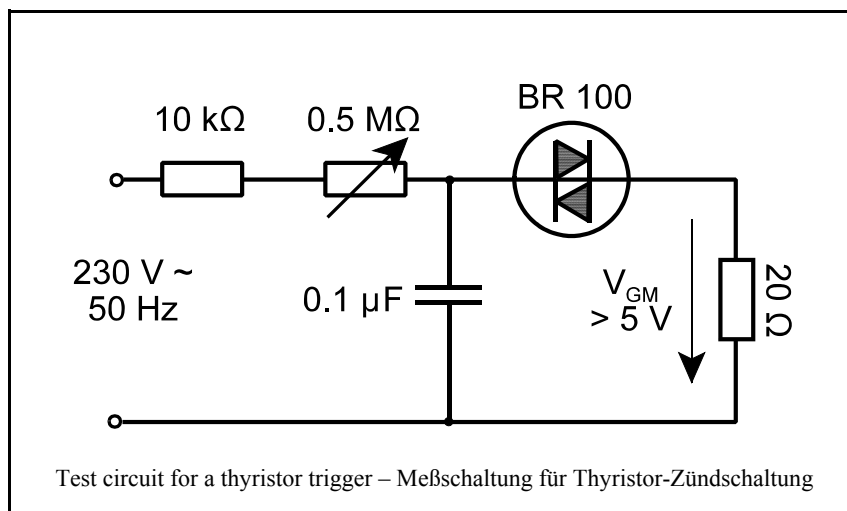 BR 100
10 kΩ
0.5 MΩ
230 V ~
50 Hz
0.1 µF
V_GM
> 5 V
20 Ω
Test circuit for a thyristor trigger – Meßschaltung für Thyristor-Zündschaltung